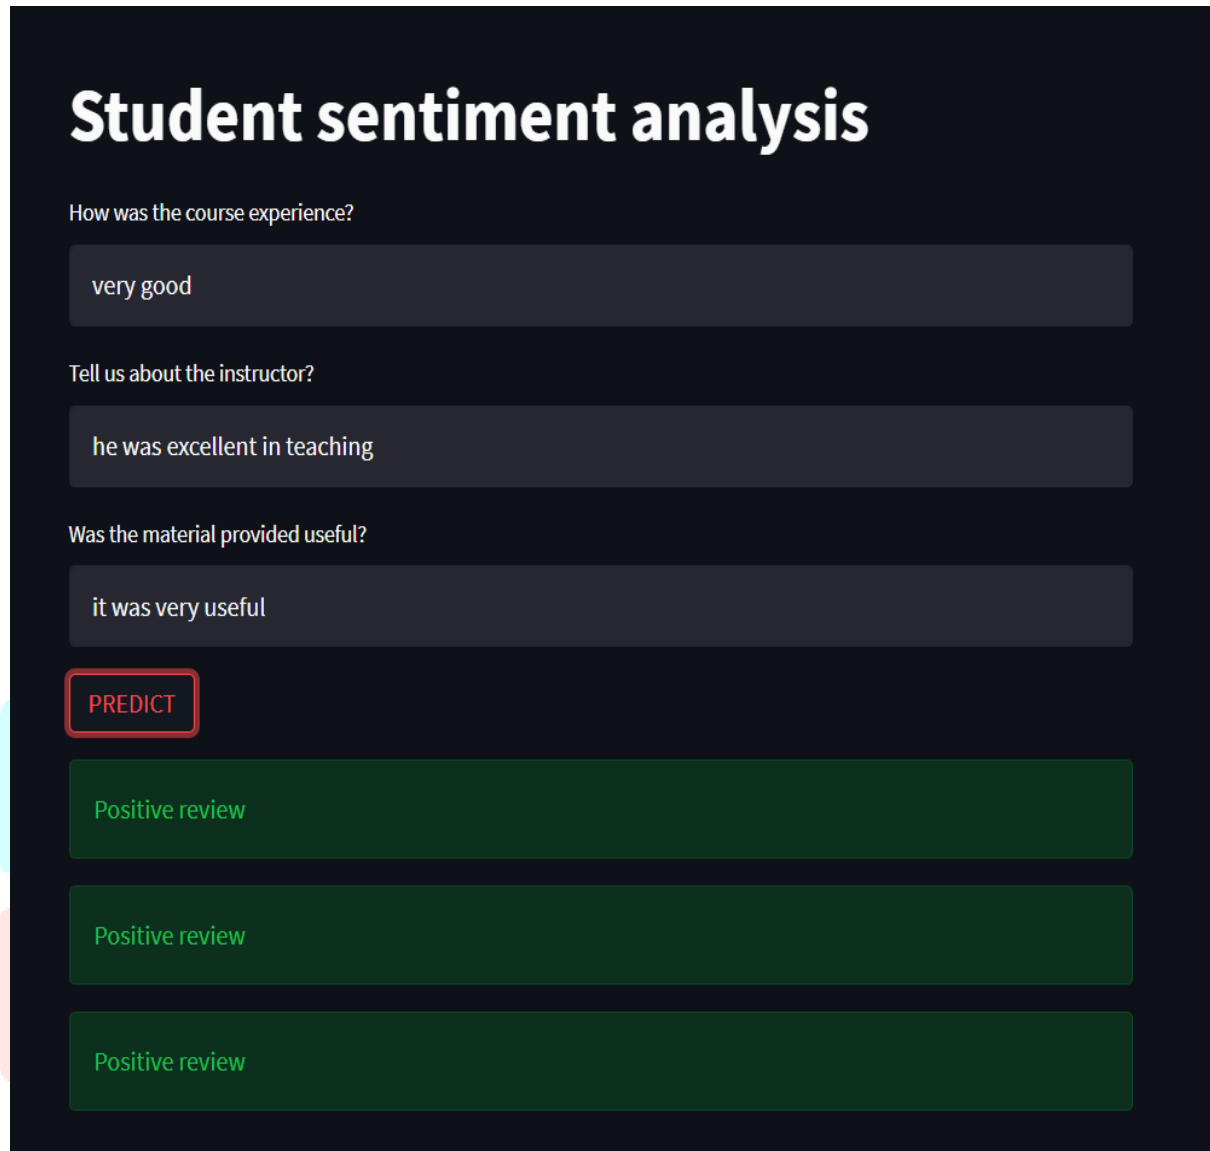 Student sentiment analysis
How was the course experience?
very good
Tell us about the instructor?
he was excellent in teaching
Was the material provided useful?
it was very useful
PREDICT
Positive review
Positive review
Positive review